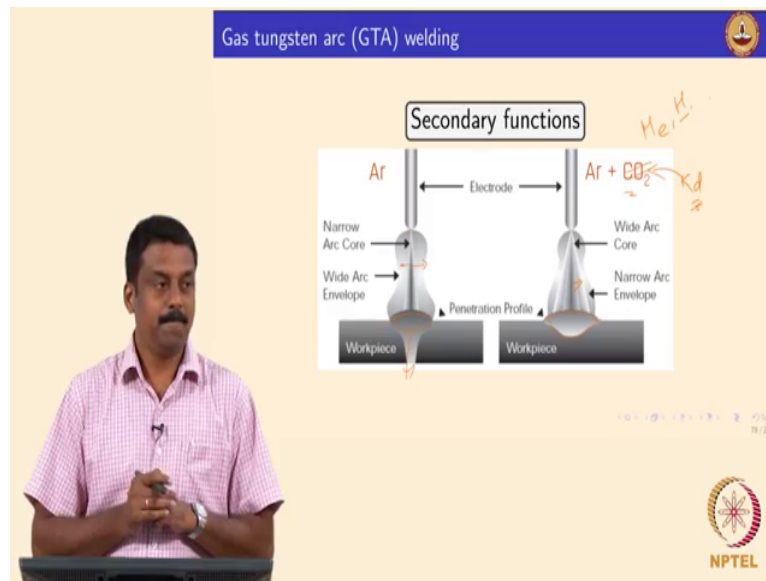 Gas tungsten arc (GTA) welding
Secondary functions
He, H.
Ar
Ar + CO2
Kd
Electrode
Narrow
Arc Core
Wide Arc
Core
Wide Arc
Envelope
Narrow Arc
Envelope
Penetration Profile
Workpiece
Workpiece
NPTEL